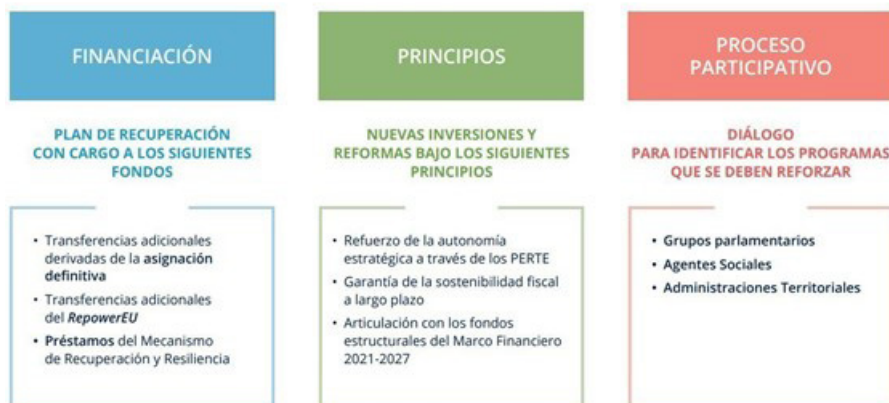 FINANCIACIÓN
PLAN DE RECUPERACIÓN
CON CARGO A LOS SIGUIENTES
FONDOS
• Transferencias adicionales
derivadas de la asignación
definitiva
• Transferencias adicionales
del RepowerEU
• Préstamos del Mecanismo
de Recuperación y Resiliencia
PRINCIPIOS
NUEVAS INVERSIONES Y
REFORMAS BAJO LOS SIGUIENTES
PRINCIPIOS
• Refuerzo de la autonomía
estratégica a través de los PERTE
• Garantía de la sostenibilidad fiscal
a largo plazo
• Articulación con los fondos
estructurales del Marco Financiero
2021-2027
PROCESO
PARTICIPATIVO
DIÁLOGO
PARA IDENTIFICAR LOS PROGRAMAS
QUE SE DEBEN REFORZAR
• Grupos parlamentarios
• Agentes Sociales
• Administraciones Territoriales